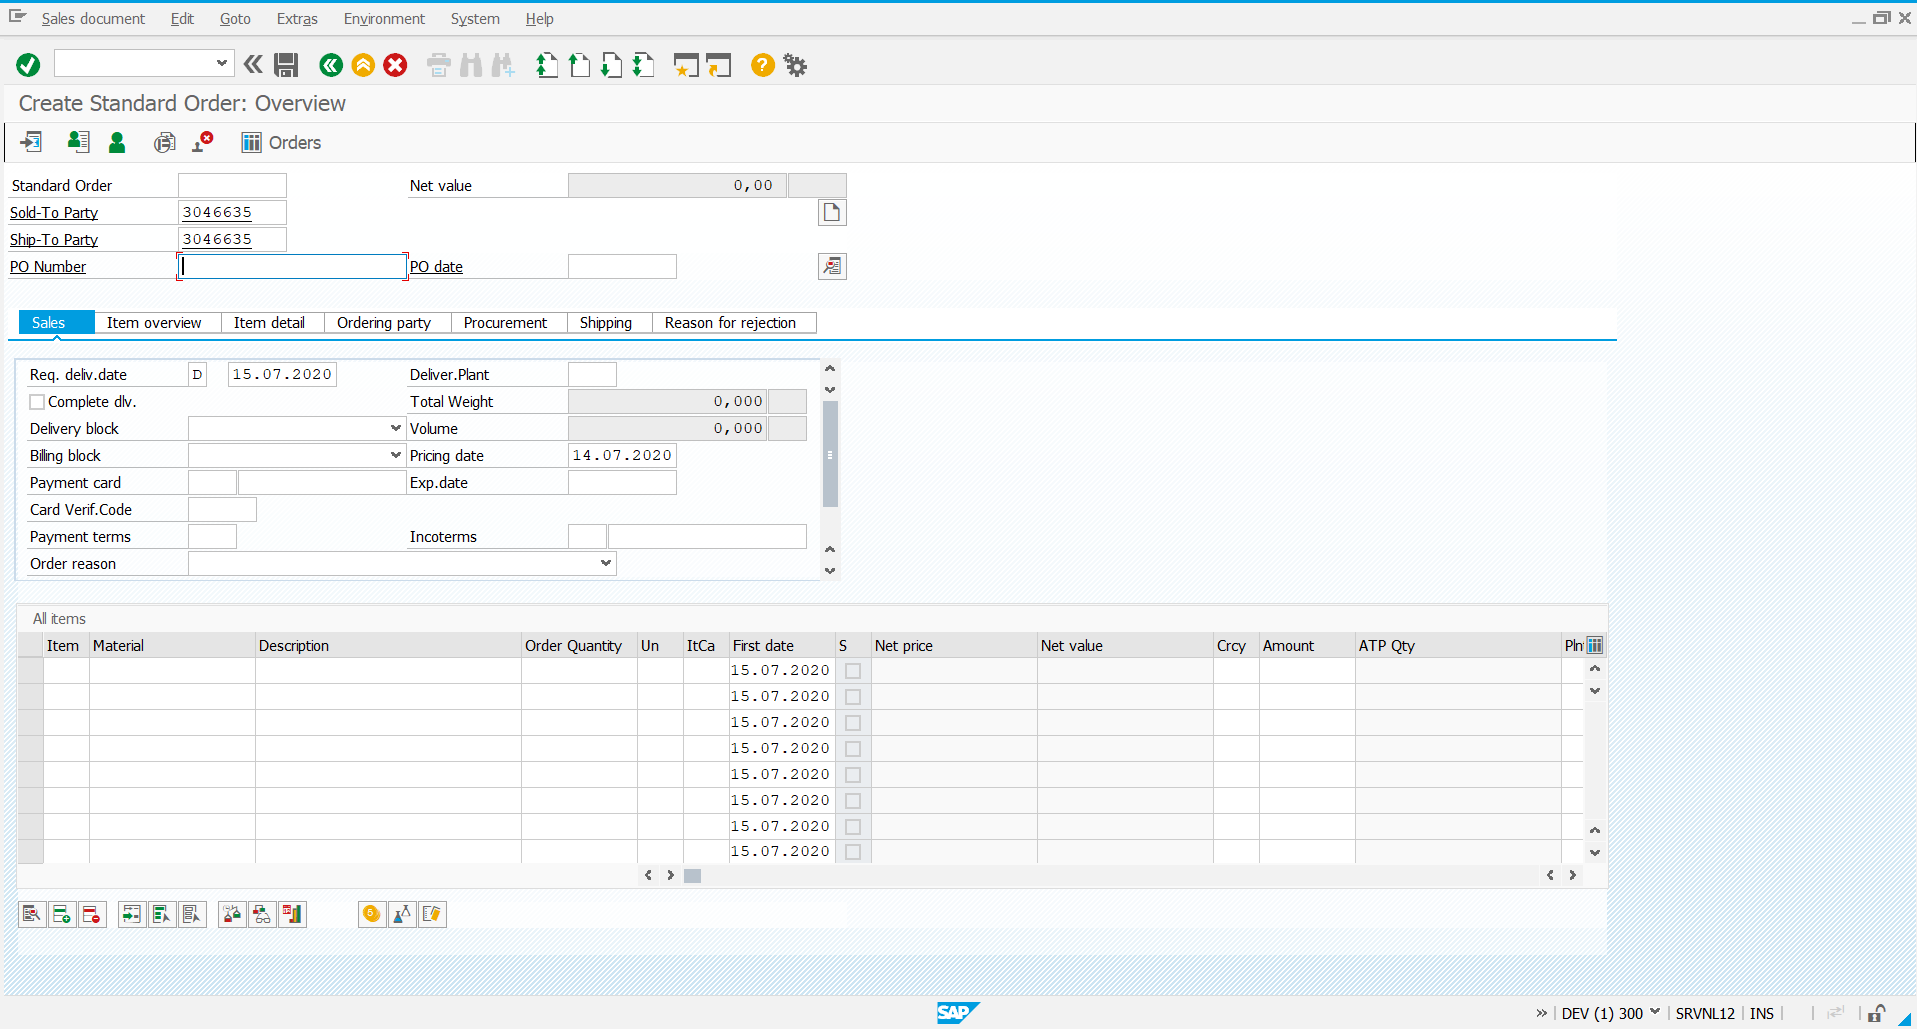 Sales document Edit Goto Extras Environment System Help
Create Standard Order: Overview
Orders
Standard Order Net value 0,00
Sold-To Party 3046635
Ship-To Party 3046635
PO Number PO date
Sales Item overview Item detail Ordering party Procurement Shipping Reason for rejection
Req. deliv.date D 15.07.2020 Deliver.Plant
Complete dlv. Total Weight 0,000
Delivery block Volume 0,000
Billing block Pricing date 14.07.2020
Payment card Exp.date
Card Verif.Code
Payment terms Incoterms
Order reason
All items
Item Material Description Order Quantity Un ItCa First date S Net price Net value Crcy Amount ATP Qty Pln
15.07.2020
15.07.2020
15.07.2020
15.07.2020
15.07.2020
15.07.2020
15.07.2020
15.07.2020
SAP » DEV (1) 300 SRVNL12 INS